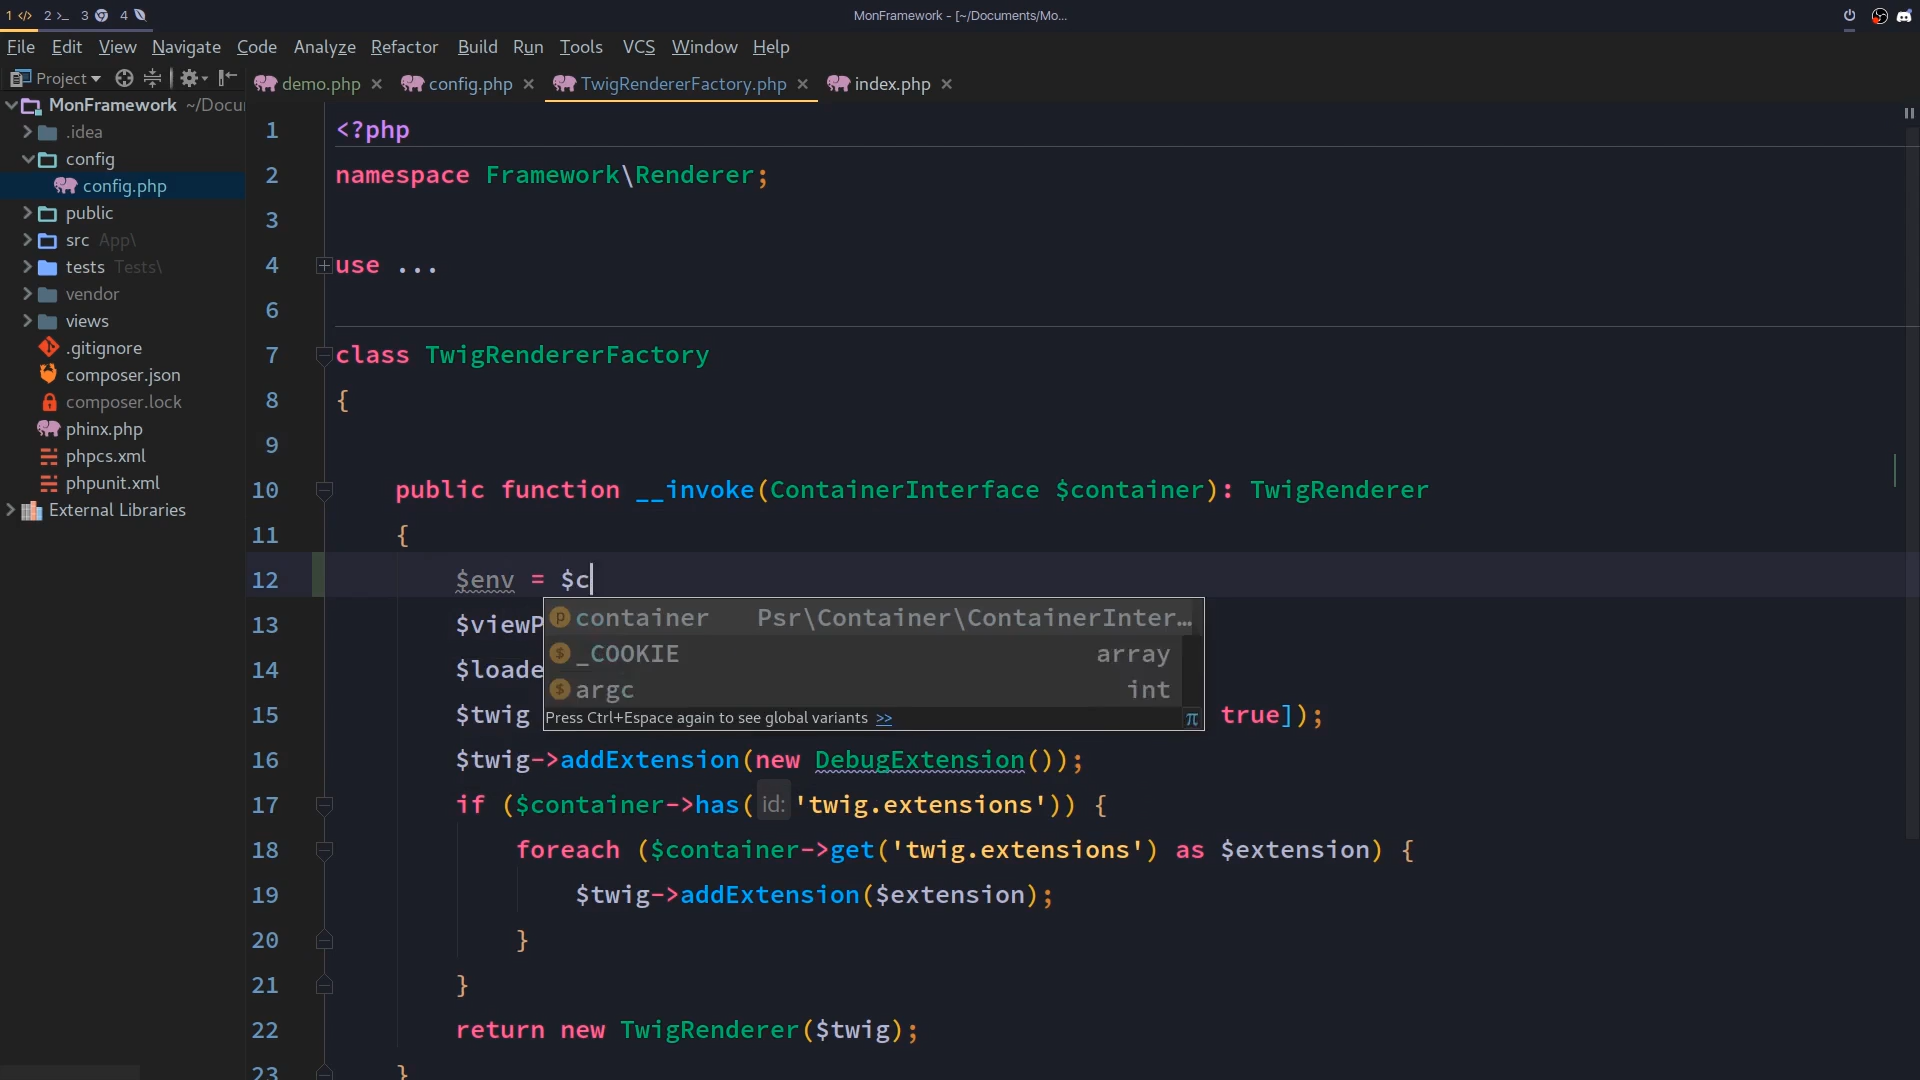 1 </> 2 >_ 3 4
MonFramework - [~/Documents/Mo...
File Edit View Navigate Code Analyze Refactor Build Run Tools VCS Window Help
Project
demo.php config.php TwigRendererFactory.php index.php
MonFramework ~/Docu
.idea
config
config.php
public
src App\
tests Tests\
vendor
views
.gitignore
composer.json
composer.lock
phinx.php
phpcs.xml
phpunit.xml
External Libraries
1 <?php
2 namespace Framework\Renderer;
3
4 use ...
6
7 class TwigRendererFactory
8 {
9
10 public function __invoke(ContainerInterface $container): TwigRenderer
11 {
12 $env = $c
13 $viewP
14 $loade
15 $twig true]);
container Psr\Container\ContainerInter…
_COOKIE array
argc int
Press Ctrl+Espace again to see global variants >> π
16 $twig->addExtension(new DebugExtension());
17 if ($container->has( id: 'twig.extensions')) {
18 foreach ($container->get('twig.extensions') as $extension) {
19 $twig->addExtension($extension);
20 }
21 }
22 return new TwigRenderer($twig);
23 }